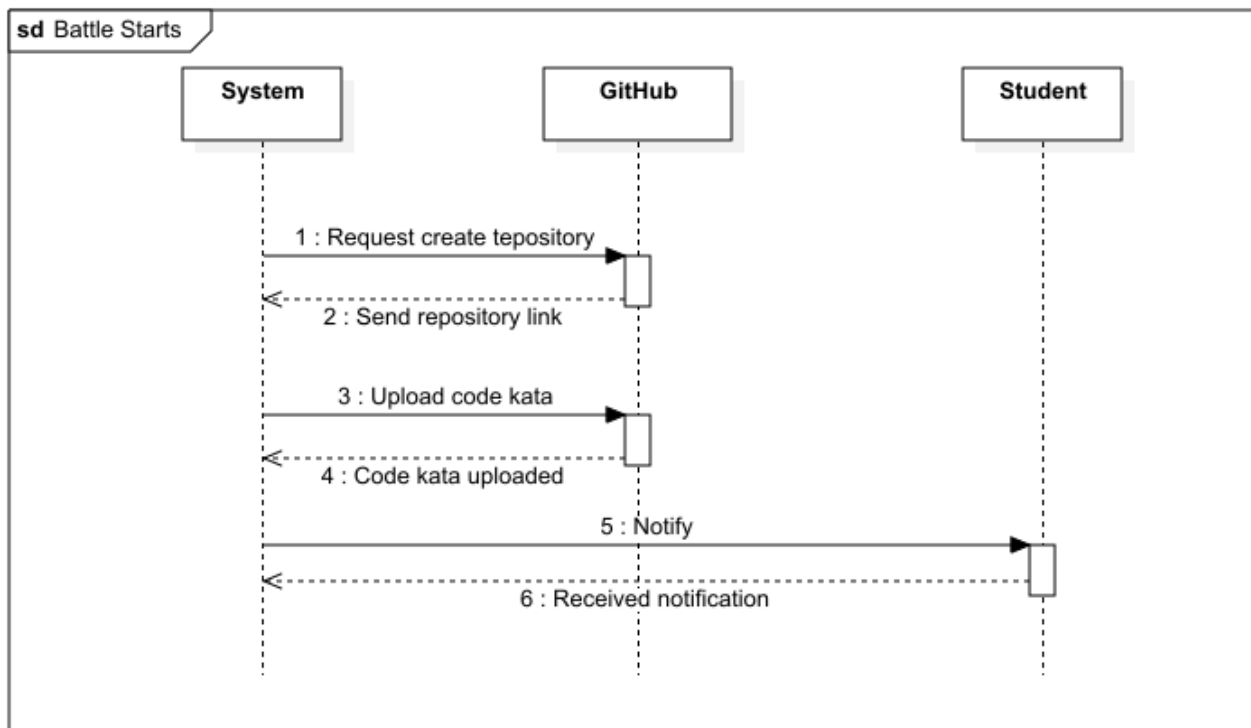 sd Battle Starts
System
GitHub
Student
1 : Request create tepository
2 : Send repository link
3 : Upload code kata
4 : Code kata uploaded
5 : Notify
6 : Received notification